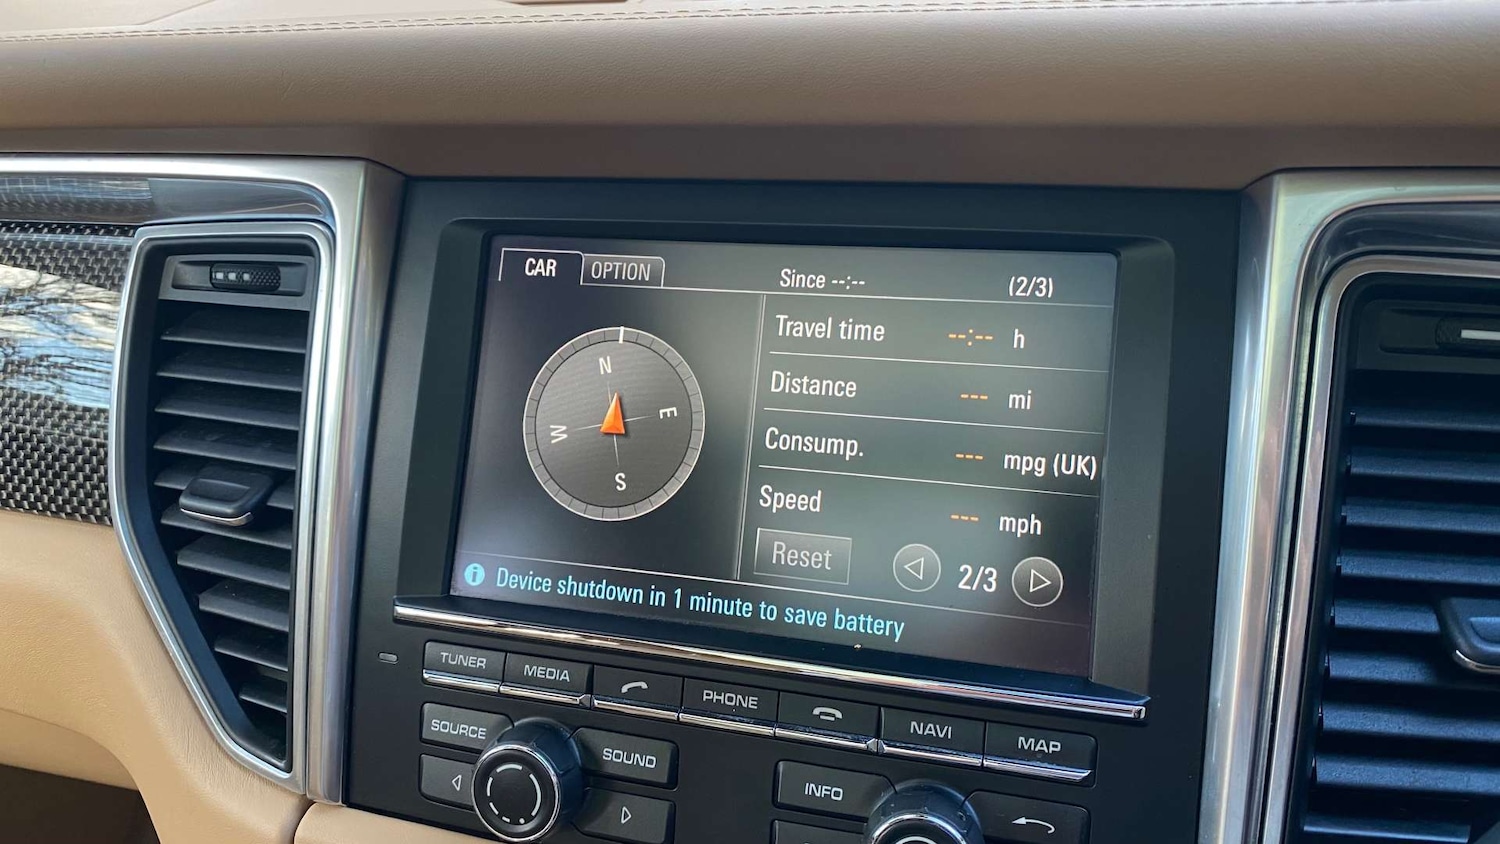 CAR
OPTION
Since --:--
(2/3)
N
E
S
W
Travel time --:-- h
Distance --- mi
Consump. --- mpg (UK)
Speed --- mph
Reset
2/3
i
Device shutdown in 1 minute to save battery
TUNER
MEDIA
PHONE
NAVI
MAP
SOURCE
SOUND
INFO